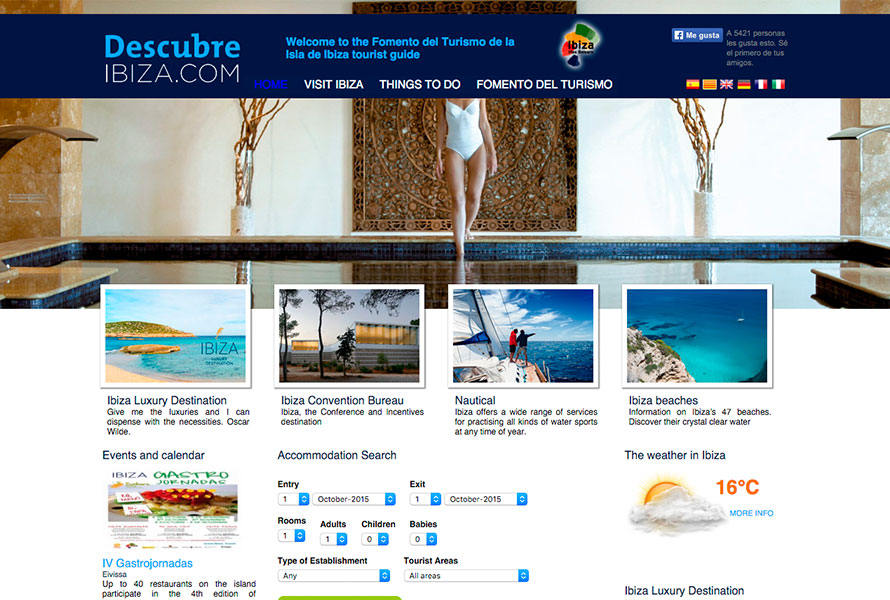 Descubre
IBIZA.COM
Welcome to the Fomento del Turismo de la
Isla de Ibiza tourist guide
Ibiza
Me gusta
A 5421 personas
les gusta esto. Sé
el primero de tus
amigos.
HOME
VISIT IBIZA
THINGS TO DO
FOMENTO DEL TURISMO
IBIZA
LUXURY
DESTINATION
Ibiza Luxury Destination
Give me the luxuries and I can
dispense with the necesities. Oscar
Wilde.
Ibiza Convention Bureau
Ibiza, the Conference and Incentives
destination
Nautical
Ibiza offers a wide range of services
for practising all kinds of water sports
at any time of year.
Ibiza beaches
Information on Ibiza's 47 beaches.
Discover their crystal clear water
Events and calendar
IBIZA GASTRO
JORNADAS
IV Gastrojornadas
Eivissa
Up to 40 restaurants on the island
participate in the 4th edition of
Accommodation Search
Entry
Exit
1 October-2015
1 October-2015
Rooms
Adults
Children
Babies
1
1
0
0
Type of Establishment
Tourist Areas
Any
All areas
The weather in Ibiza
16°C
MORE INFO
Ibiza Luxury Destination